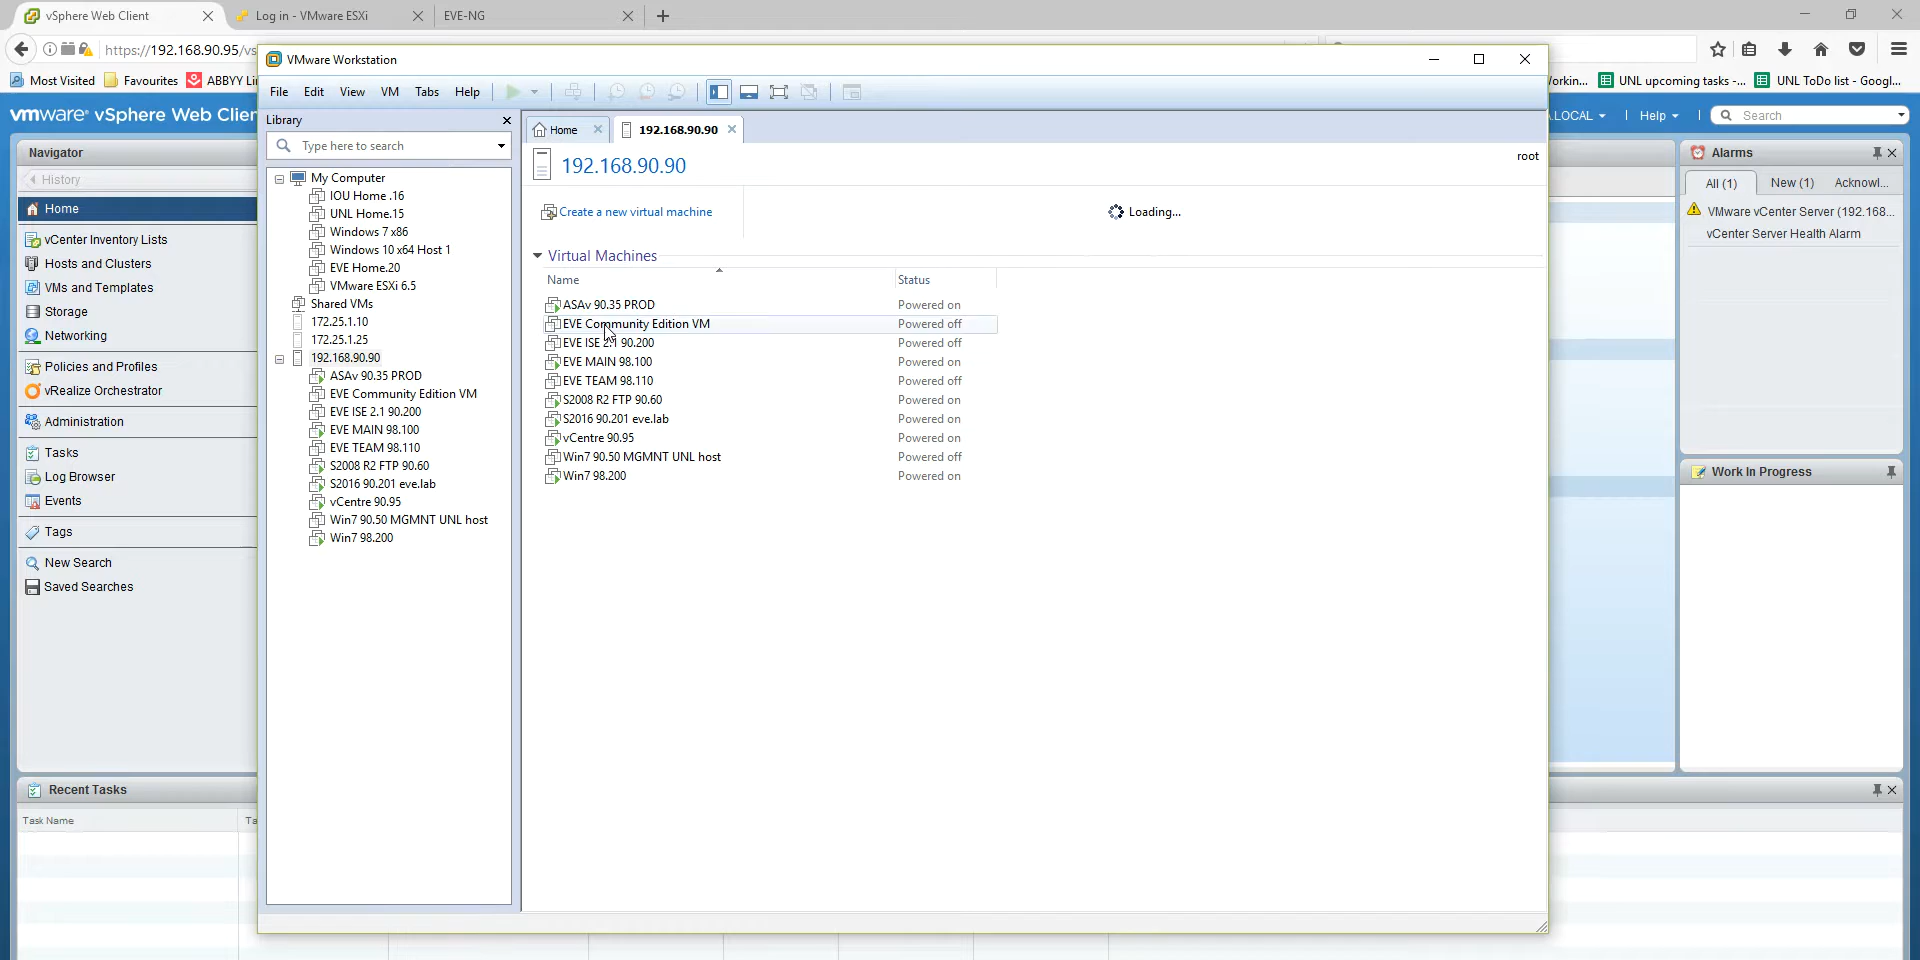 vSphere Web Client
Log in - VMware ESXi
EVE-NG
https://192.168.90.95/vs
Most Visited
Favourites
ABBYY Li
orkin...
UNL upcoming tasks -...
UNL ToDo list - Googl...
vmware® vSphere Web Clie
A.LOCAL
Help
Search
Navigator
History
Home
vCenter Inventory Lists
Hosts and Clusters
VMs and Templates
Storage
Networking
Policies and Profiles
vRealize Orchestrator
Administration
Tasks
Log Browser
Events
Tags
New Search
Saved Searches
VMware Workstation
File Edit View VM Tabs Help
Library
Type here to search
My Computer
IOU Home .16
UNL Home.15
Windows 7 x86
Windows 10 x64 Host 1
EVE Home.20
VMware ESXi 6.5
Shared VMs
172.25.1.10
172.25.1.25
192.168.90.90
ASAv 90.35 PROD
EVE Community Edition VM
EVE ISE 2.1 90.200
EVE MAIN 98.100
EVE TEAM 98.110
S2008 R2 FTP 90.60
S2016 90.201 eve.lab
vCentre 90.95
Win7 90.50 MGMNT UNL host
Win7 98.200
Home
192.168.90.90
192.168.90.90
root
Create a new virtual machine
Loading...
Virtual Machines
Name Status
ASAv 90.35 PROD Powered on
EVE Community Edition VM Powered off
EVE ISE 2.1 90.200 Powered off
EVE MAIN 98.100 Powered on
EVE TEAM 98.110 Powered off
S2008 R2 FTP 90.60 Powered on
S2016 90.201 eve.lab Powered on
vCentre 90.95 Powered on
Win7 90.50 MGMNT UNL host Powered off
Win7 98.200 Powered on
Alarms
All (1) New (1) Acknowl...
VMware vCenter Server (192.168...
vCenter Server Health Alarm
Work In Progress
Recent Tasks
Task Name
Ta